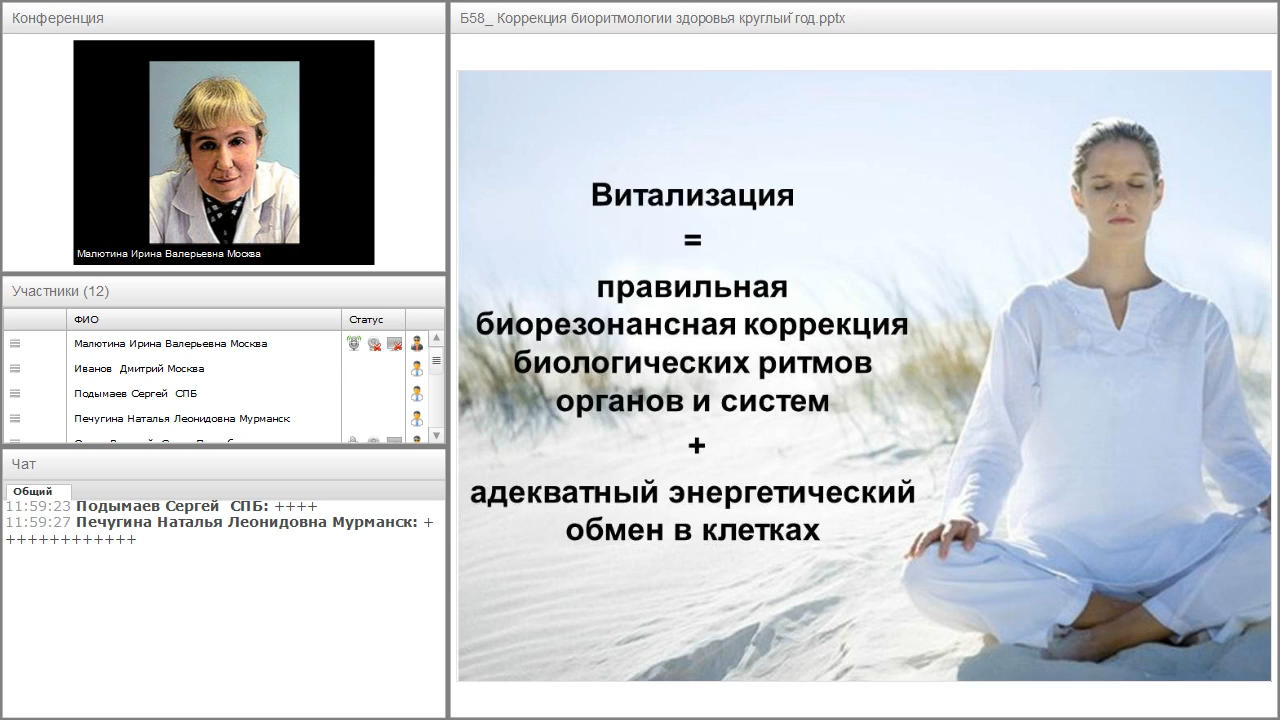 Конференция
Малютина Ирина Валерьевна Москва
Участники (12)
ФИО
Статус
Малютина Ирина Валерьевна Москва
Иванов Дмитрий Москва
Подымаев Сергей СПБ
Печугина Наталья Леонидовна Мурманск
Чат
Общий
11:59:23 Подымаев Сергей СПБ: ++++
11:59:27 Печугина Наталья Леонидовна Мурманск: +
++++++++++++
Б58_ Коррекция биоритмологии здоровья круглый год.pptx
Витализация
=
правильная
биорезонансная коррекция
биологических ритмов
органов и систем
+
адекватный энергетический
обмен в клетках